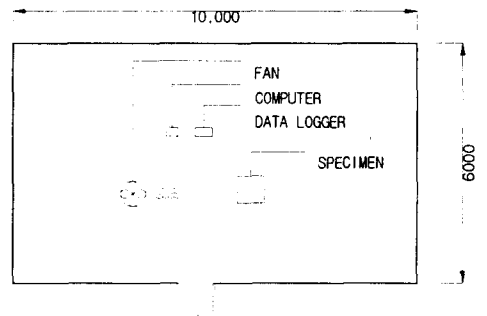 10,000
FAN
COMPUTER
DATA LOGGER
SPECIMEN
6000